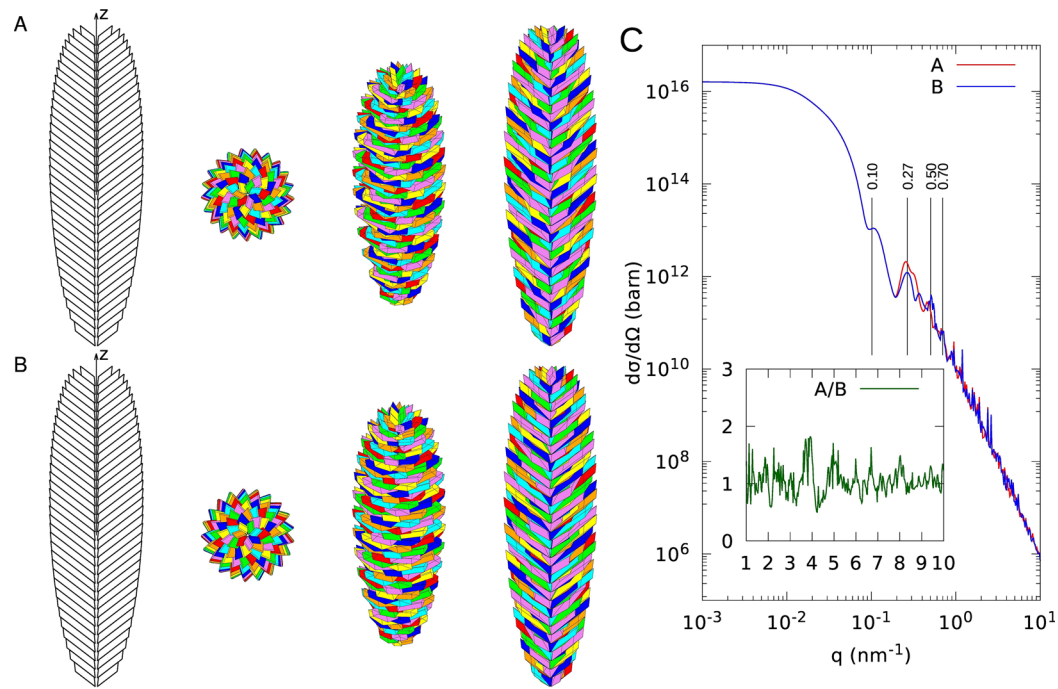 A
z
B
z
C
A
B
10^16
10^14
10^12
10^10
10^8
10^6
dσ/dΩ (barn)
0.10
0.27
0.50
0.70
A/B
3
2
1
0
1 2 3 4 5 6 7 8 9 10
10^-3 10^-2 10^-1 10^0 10^1
q (nm^-1)